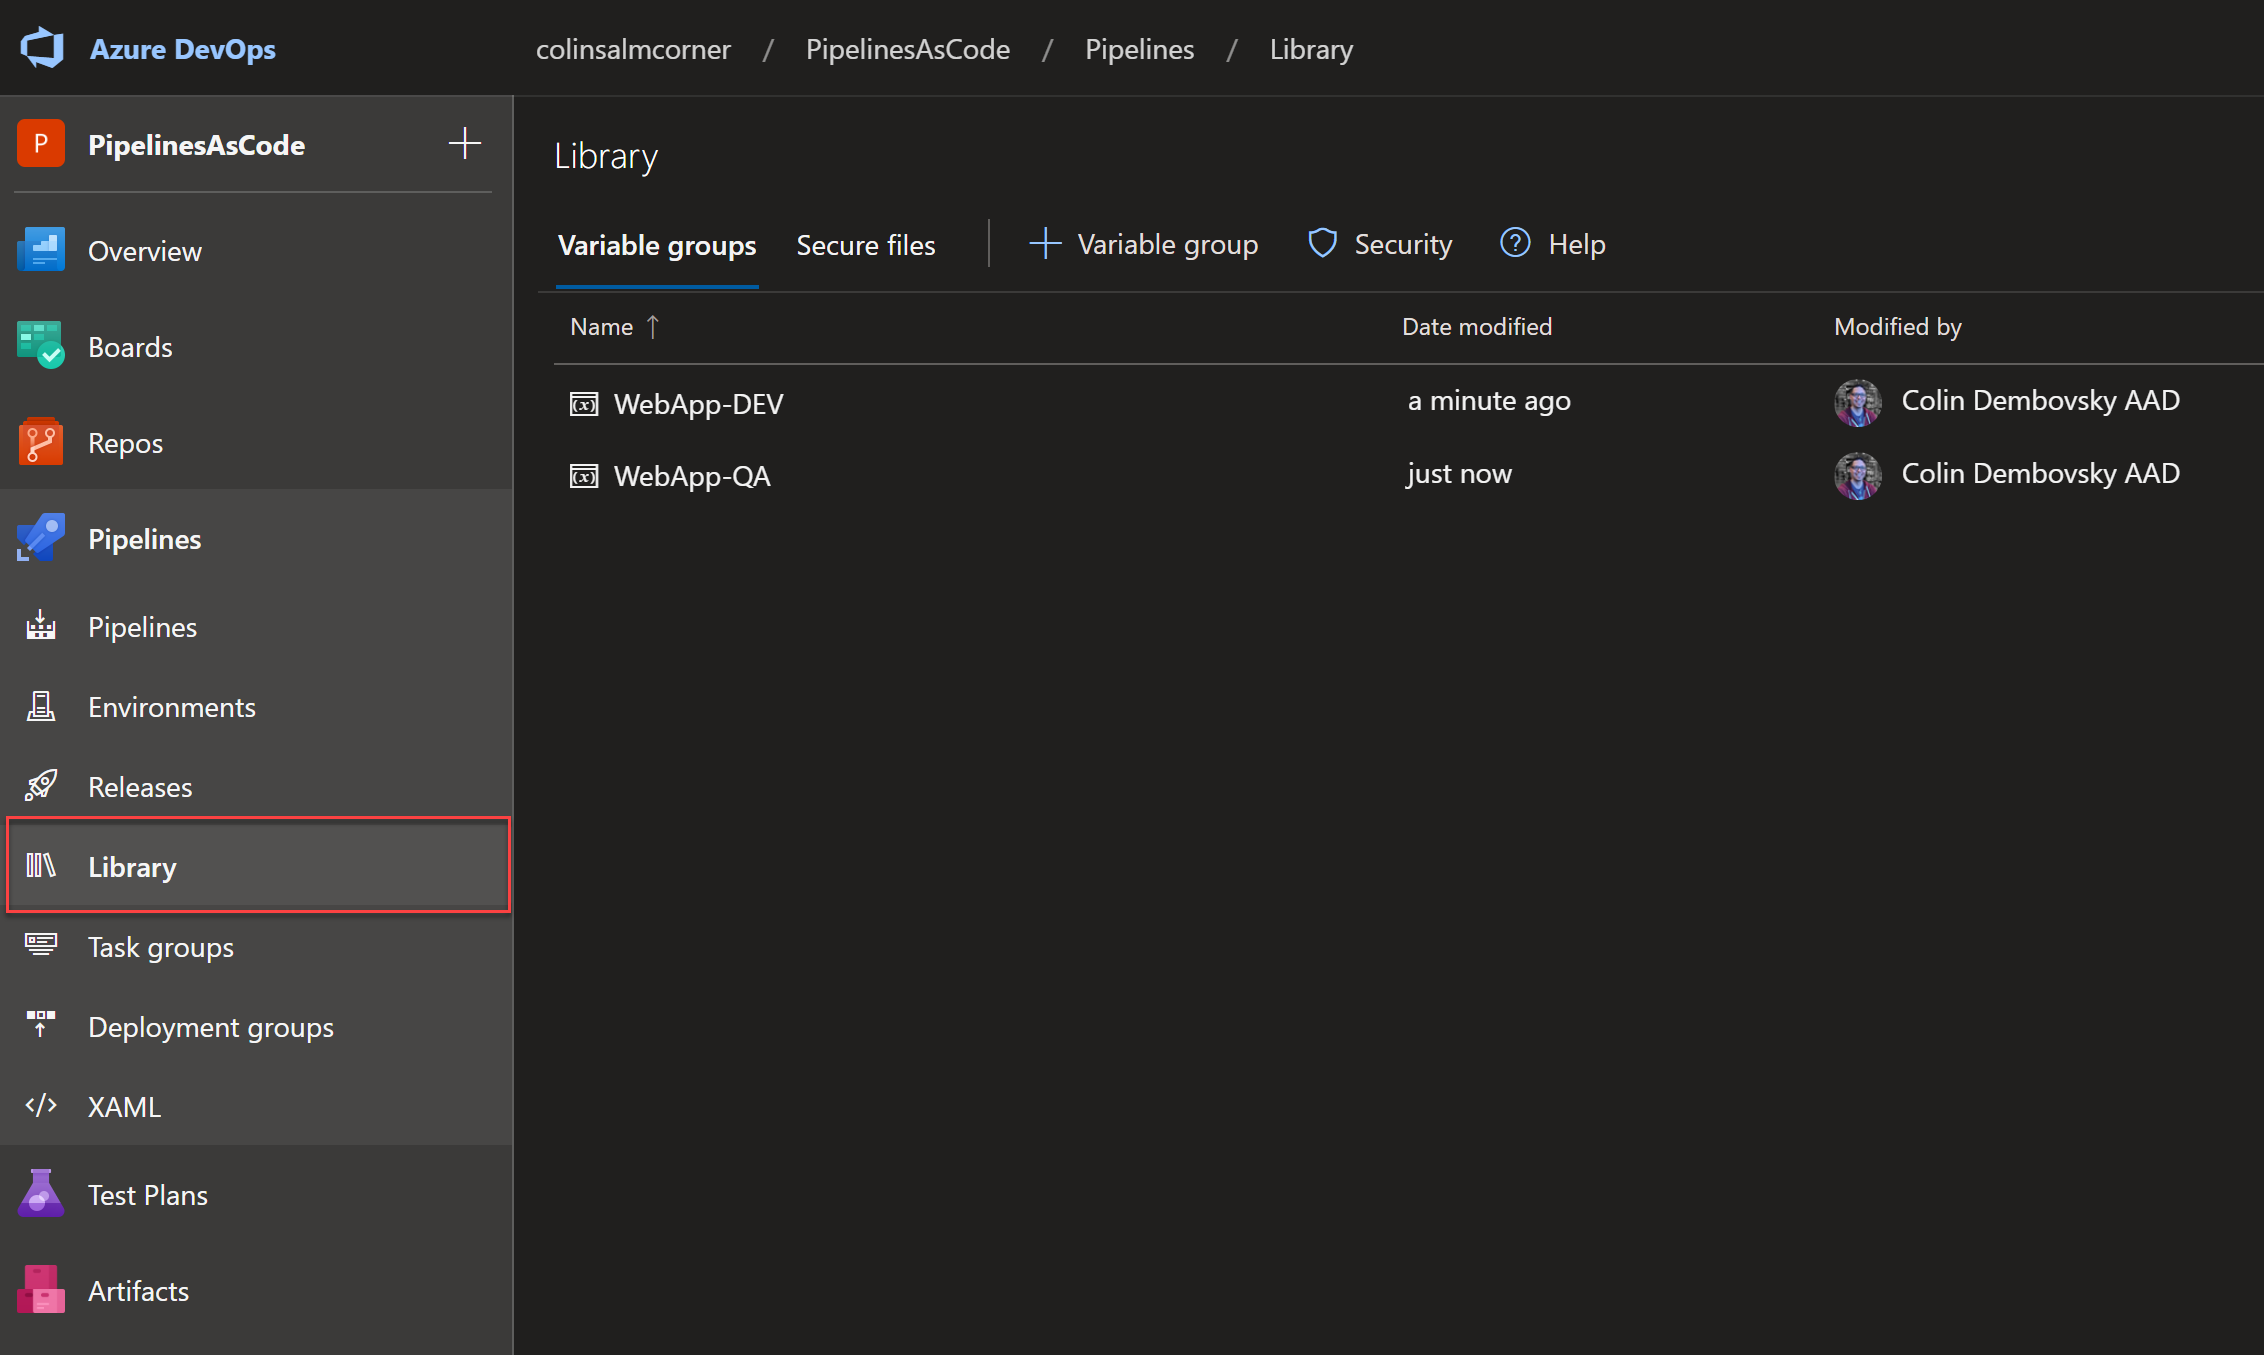 Azure DevOps
colinsalmcorner / PipelinesAsCode / Pipelines / Library
P PipelinesAsCode
Overview
Boards
Repos
Pipelines
Pipelines
Environments
Releases
Library
Task groups
Deployment groups
XAML
Test Plans
Artifacts
Library
Variable groups Secure files Variable group Security Help
Name ↑ Date modified Modified by
WebApp-DEV a minute ago Colin Dembovsky AAD
WebApp-QA just now Colin Dembovsky AAD